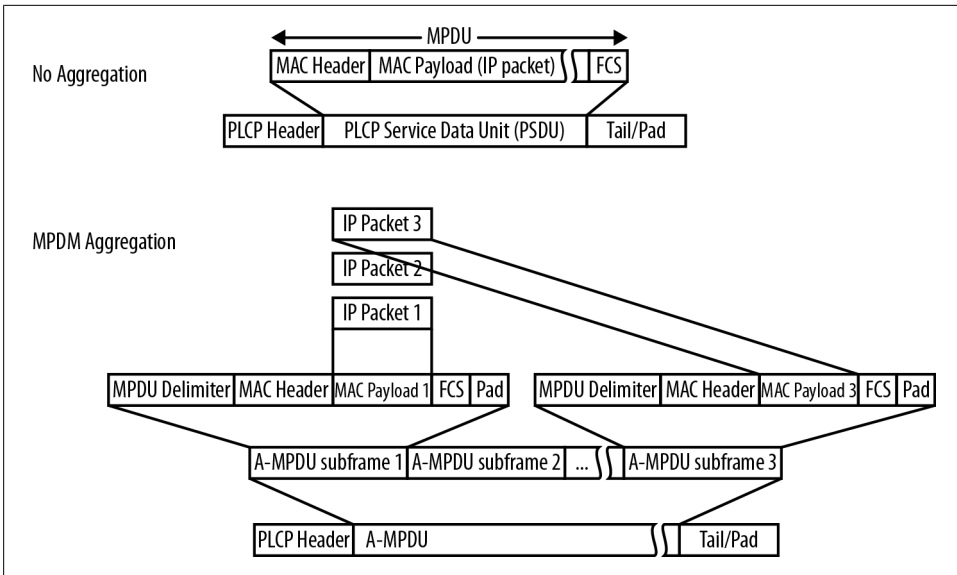 MPDU
No Aggregation
MAC Header MAC Payload (IP packet) FCS
PLCP Header PLCP Service Data Unit (PSDU) Tail/Pad
MPDM Aggregation
IP Packet 3
IP Packet 2
IP Packet 1
MPDU Delimiter MAC Header MAC Payload 1 FCS Pad MPDU Delimiter MAC Header MAC Payload 3 FCS Pad
A-MPDU subframe 1 A-MPDU subframe 2 ... A-MPDU subframe 3
PLCP Header A-MPDU Tail/Pad